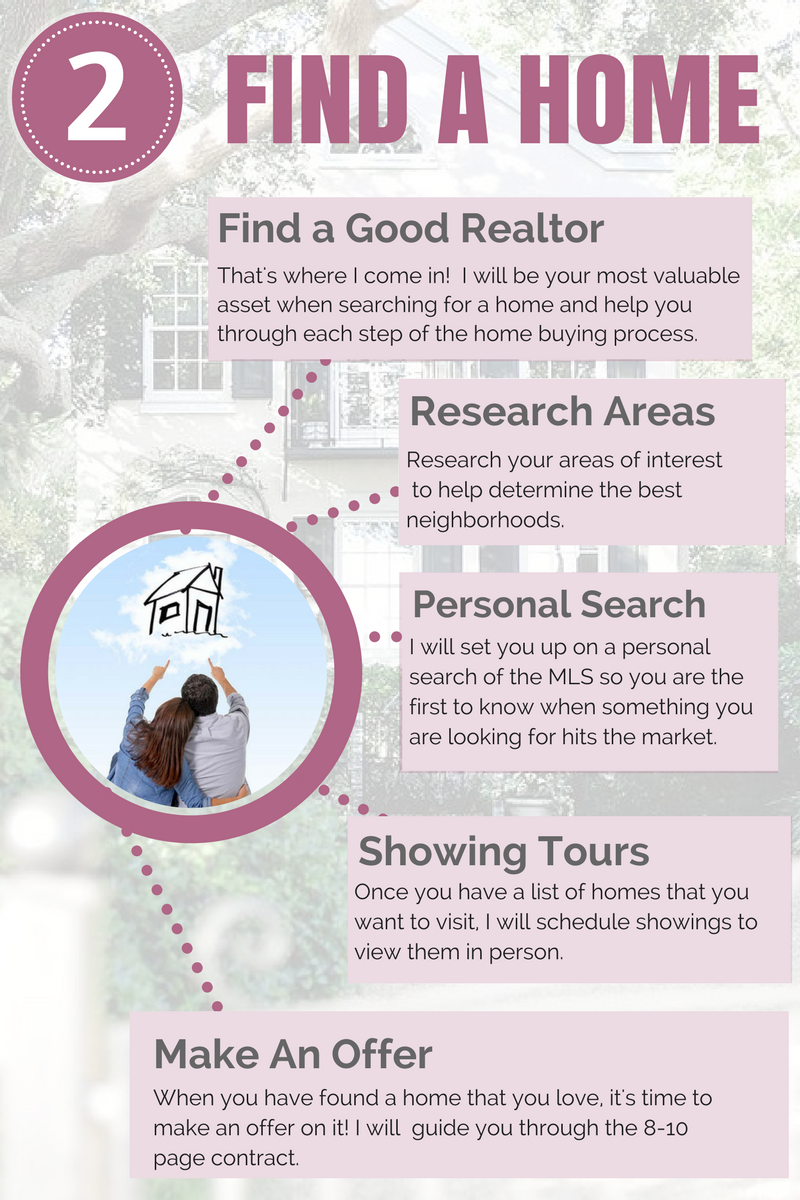 2
FIND A HOME
Find a Good Realtor
That's where I come in!  I will be your most valuable
asset when searching for a home and help you
through each step of the home buying process.
Research Areas
Research your areas of interest
to help determine the best
neighborhoods.
Personal Search
I will set you up on a personal
search of the MLS so you are the
first to know when something you
are looking for hits the market.
Showing Tours
Once you have a list of homes that you
want to visit, I will schedule showings to
view them in person.
Make An Offer
When you have found a home that you love, it's time to
make an offer on it! I will  guide you through the 8-10
page contract.